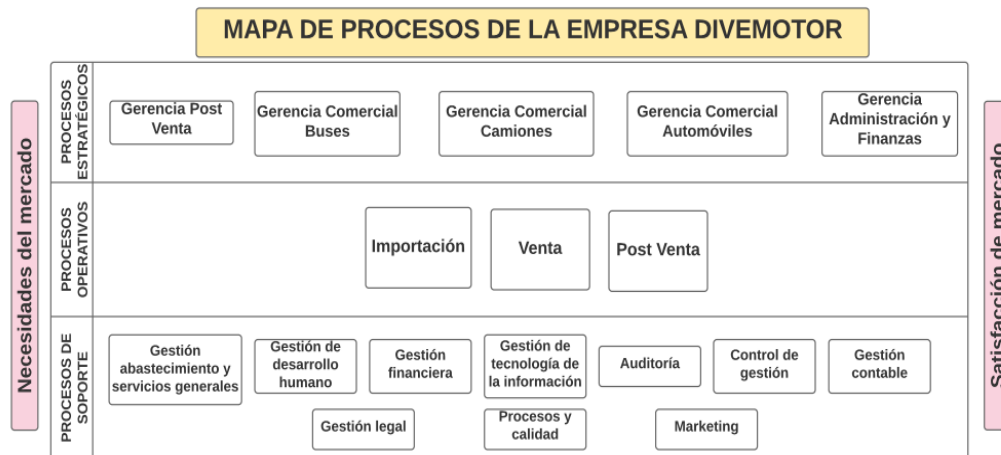 MAPA DE PROCESOS DE LA EMPRESA DIVEMOTOR
Necesidades del mercado
PROCESOS
ESTRATÉGICOS
Gerencia Post
Venta
Gerencia Comercial
Buses
Gerencia Comercial
Camiones
Gerencia Comercial
Automóviles
Gerencia
Administración y
Finanzas
PROCESOS
OPERATIVOS
Importación
Venta
Post Venta
PROCESOS DE
SOPORTE
Gestión
abastecimiento y
servicios generales
Gestión de
desarrollo
humano
Gestión
financiera
Gestión de
tecnología de
la información
Auditoría
Control de
gestión
Gestión
contable
Gestión legal
Procesos y
calidad
Marketing
Satisfacción de mercado